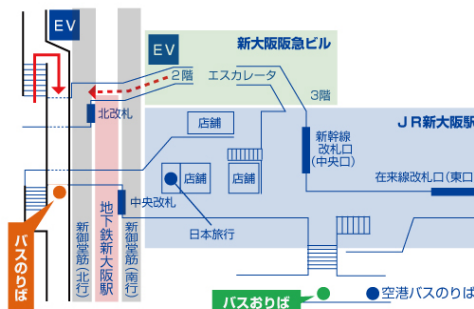 EV
EV
新大阪阪急ビル
2階
エスカレータ
3階
北改札
店舗
JR新大阪駅
新幹線
改札口
(中央口)
店舗
店舗
在来線改札口(東口)
中央改札
日本旅行
バスのりば
新御堂筋(北行)
地下鉄新大阪駅
新御堂筋(南行)
バスおりば
空港バスのりば